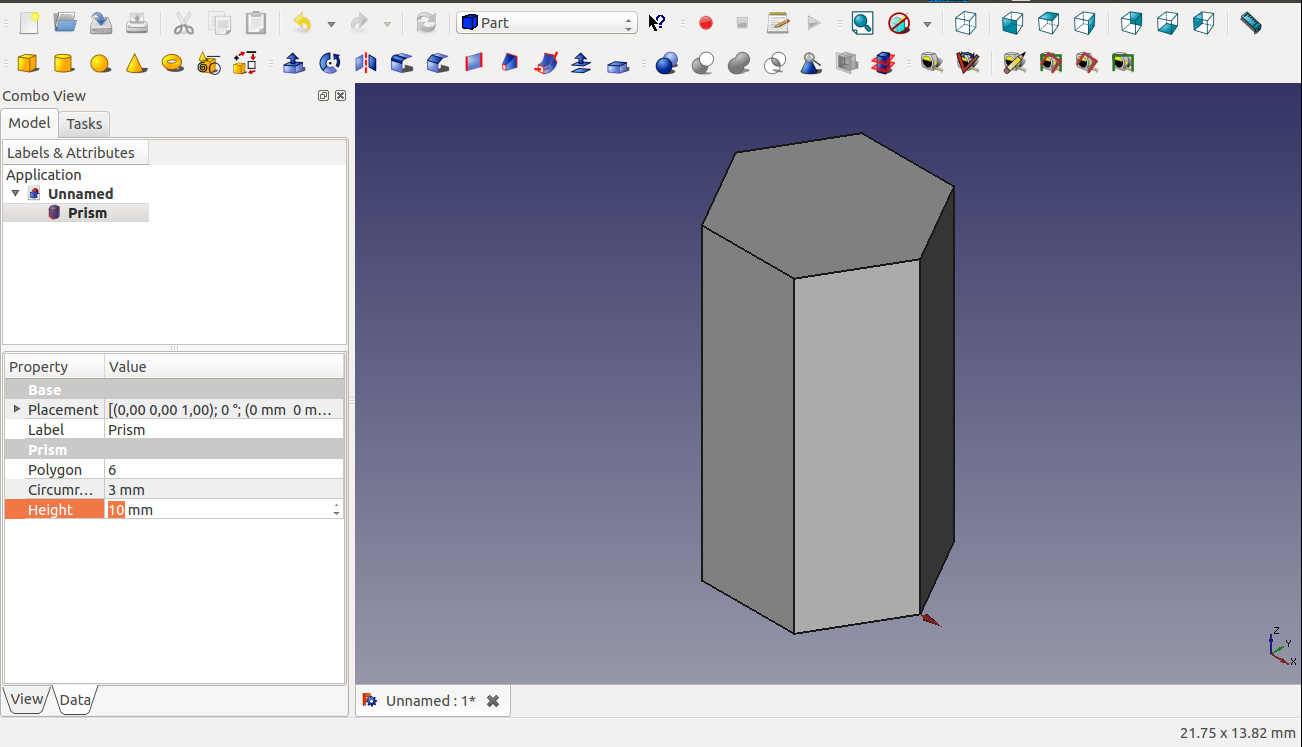 Part
Combo View
Model Tasks
Labels & Attributes
Application
Unnamed
Prism
Property Value
Base
Placement [(0,00 0,00 1,00); 0 °; (0 mm 0 m...
Label Prism
Prism
Polygon 6
Circumr... 3 mm
Height 10 mm
View Data
Z
Y
X
Unnamed : 1*
21.75 x 13.82 mm